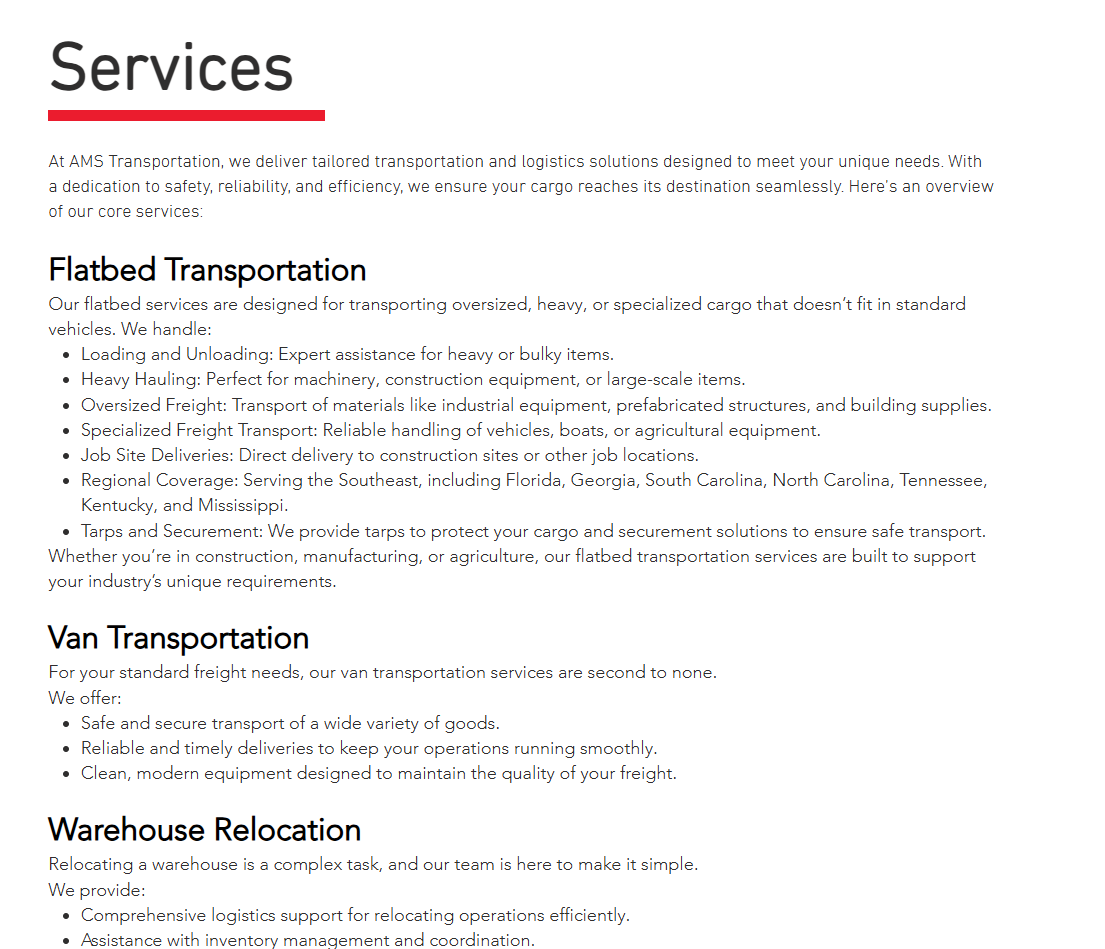 Services
At AMS Transportation, we deliver tailored transportation and logistics solutions designed to meet your unique needs. With
a dedication to safety, reliability, and efficiency, we ensure your cargo reaches its destination seamlessly. Here's an overview
of our core services:
Flatbed Transportation
Our flatbed services are designed for transporting oversized, heavy, or specialized cargo that doesn’t fit in standard
vehicles. We handle:
• Loading and Unloading: Expert assistance for heavy or bulky items.
• Heavy Hauling: Perfect for machinery, construction equipment, or large-scale items.
• Oversized Freight: Transport of materials like industrial equipment, prefabricated structures, and building supplies.
• Specialized Freight Transport: Reliable handling of vehicles, boats, or agricultural equipment.
• Job Site Deliveries: Direct delivery to construction sites or other job locations.
• Regional Coverage: Serving the Southeast, including Florida, Georgia, South Carolina, North Carolina, Tennessee,
Kentucky, and Mississippi.
• Tarps and Securement: We provide tarps to protect your cargo and securement solutions to ensure safe transport.
Whether you’re in construction, manufacturing, or agriculture, our flatbed transportation services are built to support
your industry’s unique requirements.
Van Transportation
For your standard freight needs, our van transportation services are second to none.
We offer:
• Safe and secure transport of a wide variety of goods.
• Reliable and timely deliveries to keep your operations running smoothly.
• Clean, modern equipment designed to maintain the quality of your freight.
Warehouse Relocation
Relocating a warehouse is a complex task, and our team is here to make it simple.
We provide:
• Comprehensive logistics support for relocating operations efficiently.
• Assistance with inventory management and coordination.